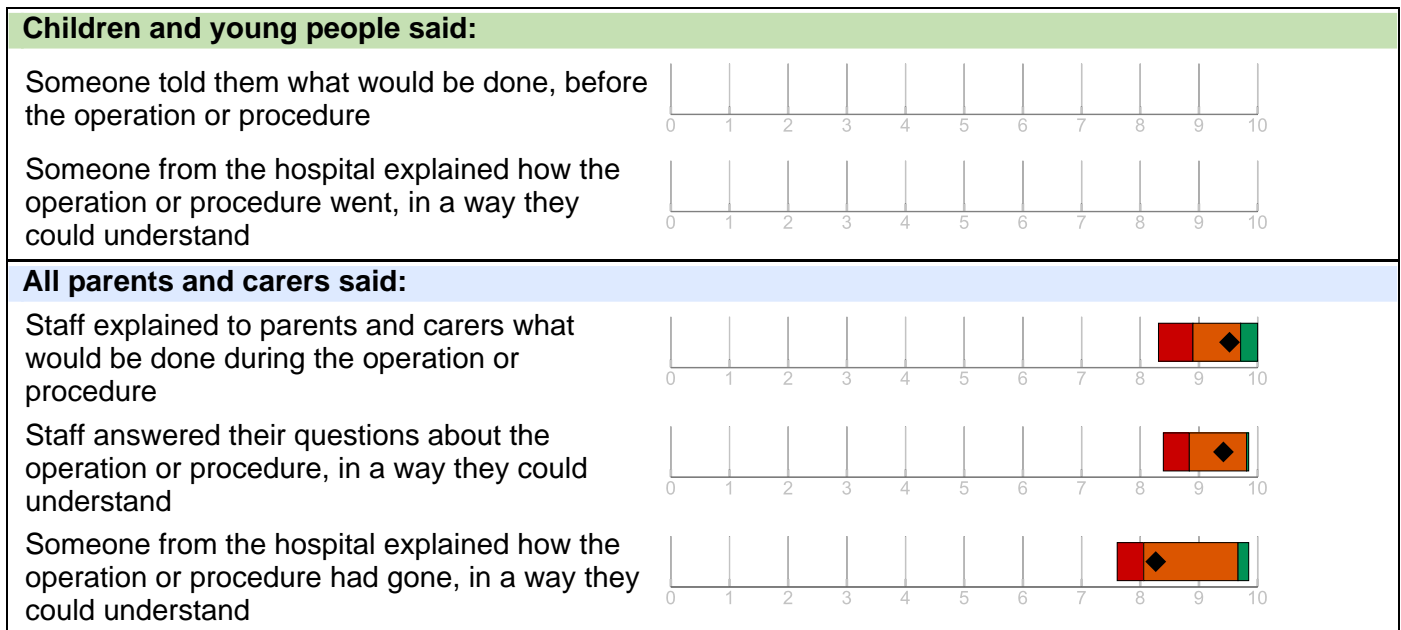 Children and young people said:
Someone told them what would be done, before
the operation or procedure
0 1 2 3 4 5 6 7 8 9 10
Someone from the hospital explained how the
operation or procedure went, in a way they
could understand
0 1 2 3 4 5 6 7 8 9 10
All parents and carers said:
Staff explained to parents and carers what
would be done during the operation or
procedure
0 1 2 3 4 5 6 7 8 9 10
Staff answered their questions about the
operation or procedure, in a way they could
understand
0 1 2 3 4 5 6 7 8 9 10
Someone from the hospital explained how the
operation or procedure had gone, in a way they
could understand
0 1 2 3 4 5 6 7 8 9 10